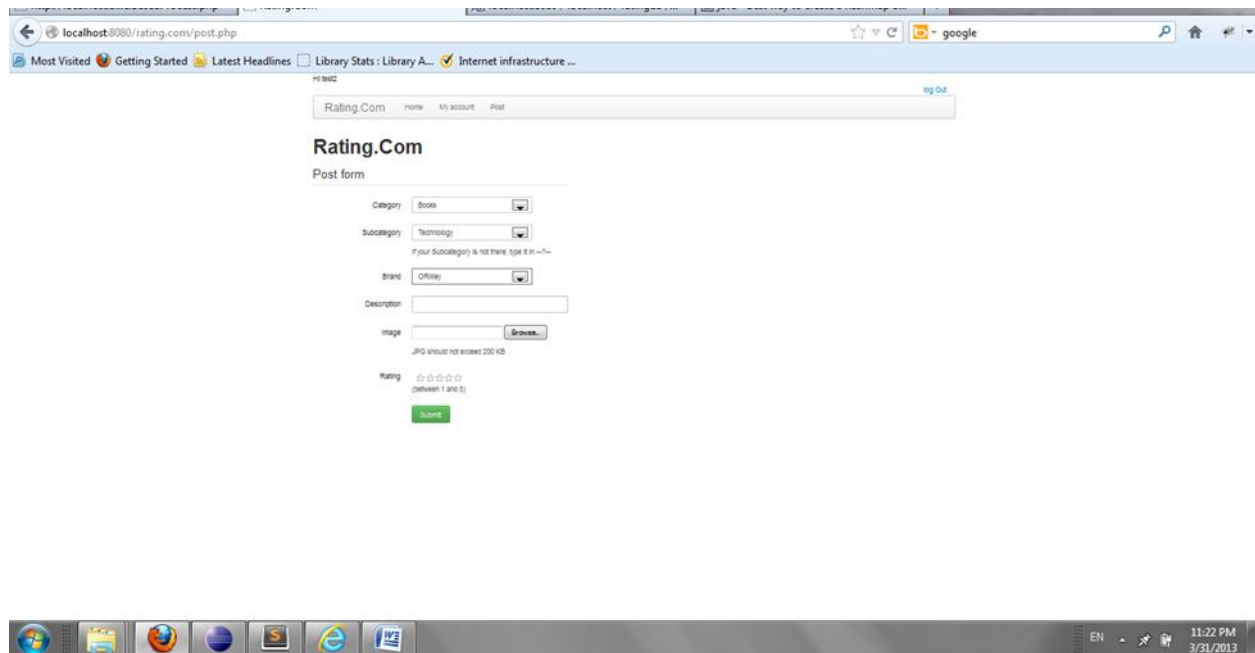 localhost:8080/rating.com/post.php
google
Most Visited Getting Started Latest Headlines Library Stats : Library A... Internet infrastructure ...
Hi test2
log Out
Rating.Com Home My account Post
Rating.Com
Post form
Category Books
Subcategory Technology
If your Subcategory is not there, type it in --?--
Brand
Description
Image Browse..
JPG should not exceed 200 KB
Rating
(between 1 and 5)
Submit
EN
11:22 PM
3/31/2013